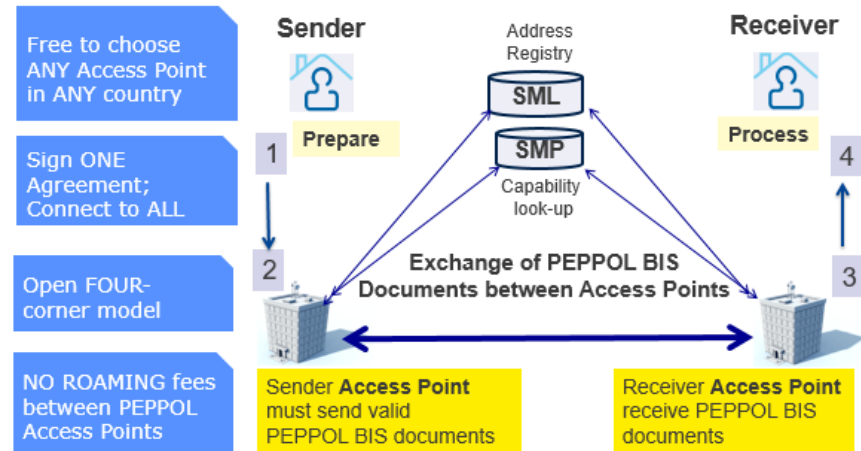 Free to choose
ANY Access Point
in ANY country
Sign ONE
Agreement;
Connect to ALL
Open FOUR-
corner model
NO ROAMING fees
between PEPPOL
Access Points
Sender
Prepare
1
2
Address
Registry
SML
SMP
Capability
look-up
Receiver
Process
4
3
Exchange of PEPPOL BIS
Documents between Access Points
Sender Access Point
must send valid
PEPPOL BIS documents
Receiver Access Point
receive PEPPOL BIS
documents